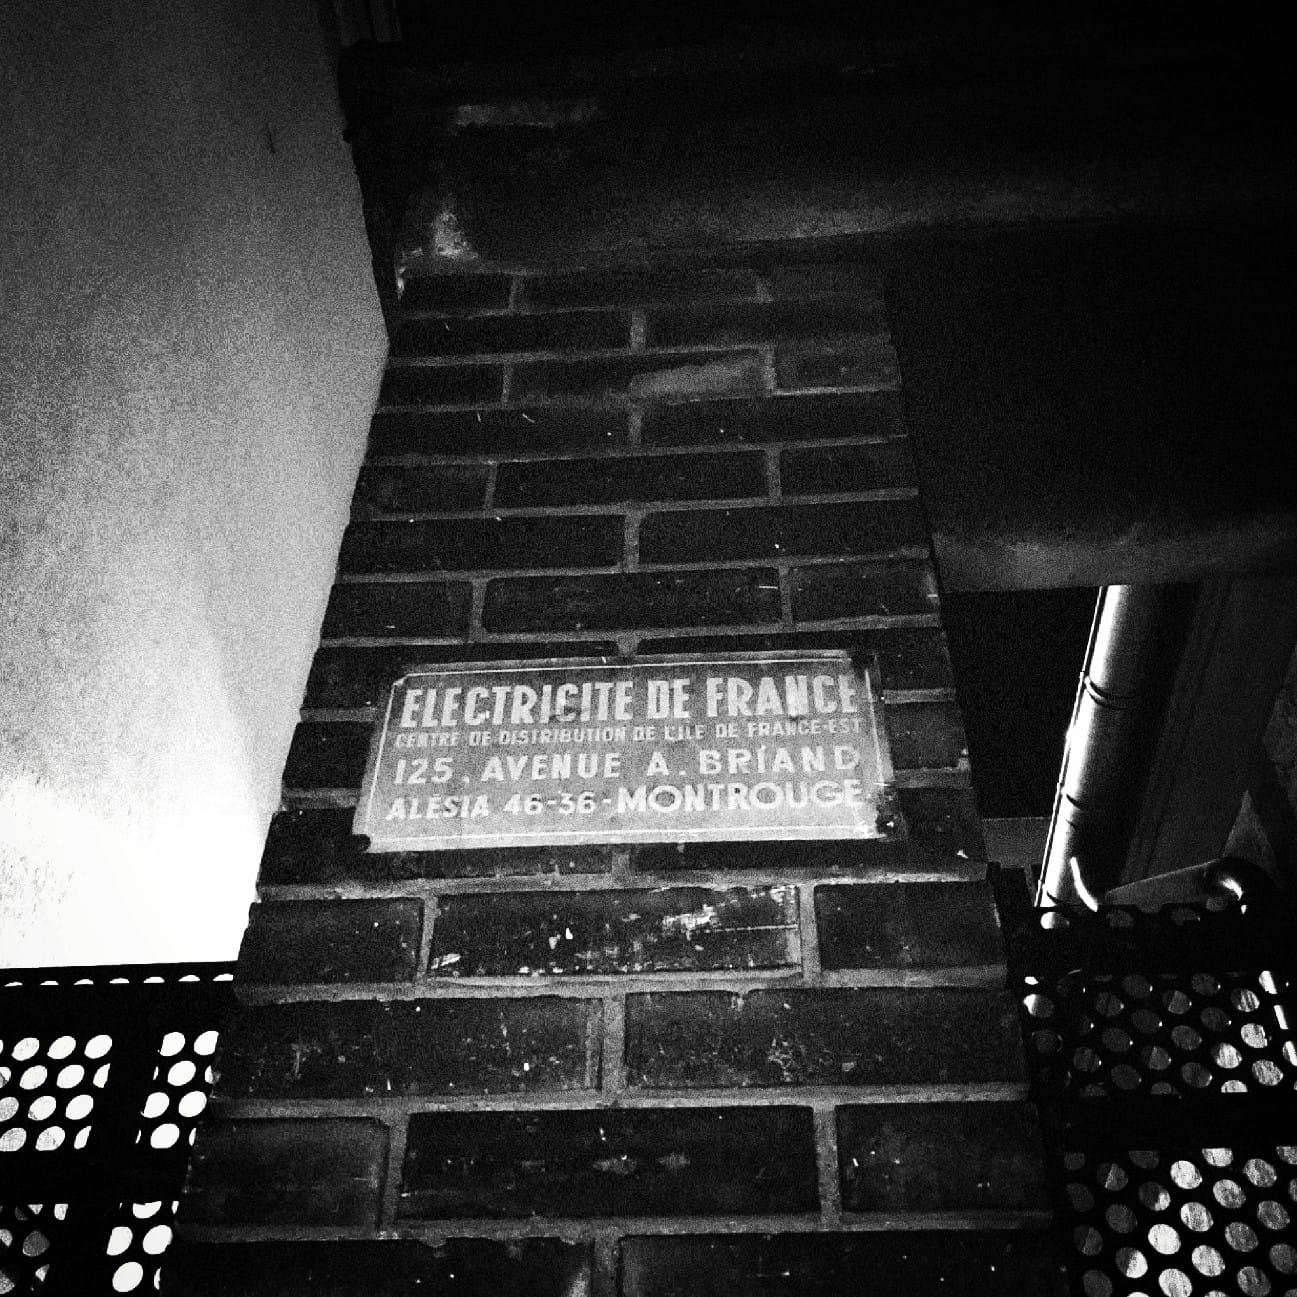 ELECTRICITE DE FRANCE
CENTRE DE DISTRIBUTION DE L'ILE DE FRANCE-EST
125, AVENUE A. BRIAND
ALESIA 46-36-MONTROUGE